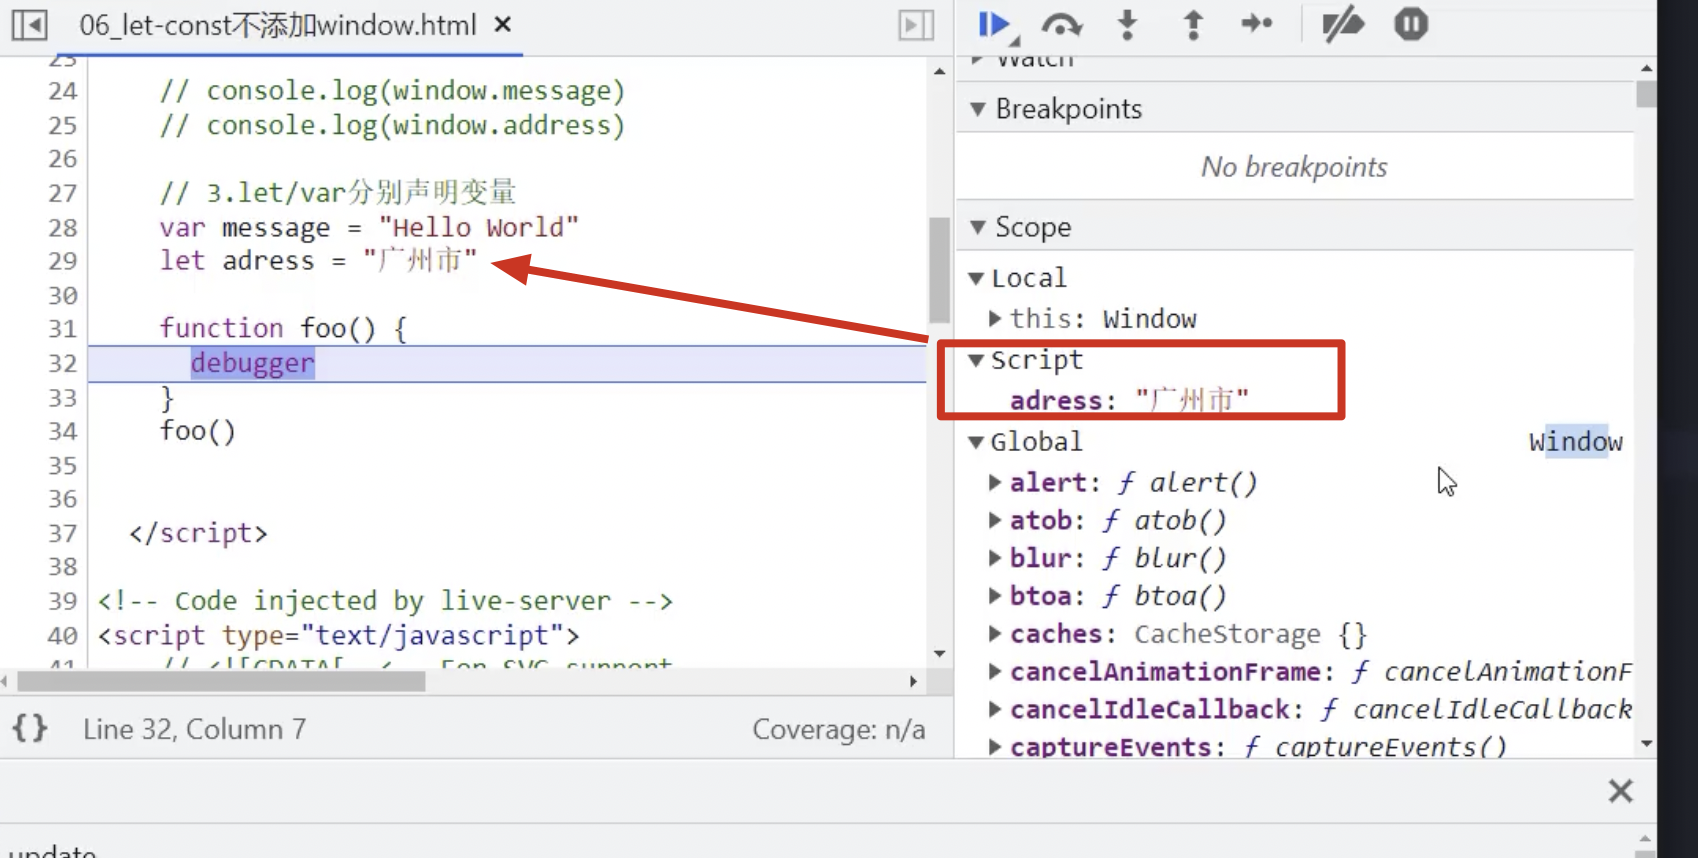 06_let-const不添加window.html
23
24 // console.log(window.message)
25 // console.log(window.address)
26
27 // 3.let/var分别声明变量
28 var message = "Hello World"
29 let adress = "广州市"
30
31 function foo() {
32 debugger
33 }
34 foo()
35
36
37 </script>
38
39 <!-- Code injected by live-server -->
40 <script type="text/javascript">
41 // <![CDATA[ <-- For SVG support
{} Line 32, Column 7
Coverage: n/a
Watch
Breakpoints
No breakpoints
Scope
Local
this: Window
Script
adress: "广州市"
Global Window
alert: ƒ alert()
atob: ƒ atob()
blur: ƒ blur()
btoa: ƒ btoa()
caches: CacheStorage {}
cancelAnimationFrame: ƒ cancelAnimationF
cancelIdleCallback: ƒ cancelIdleCallback
captureEvents: ƒ captureEvents()
update